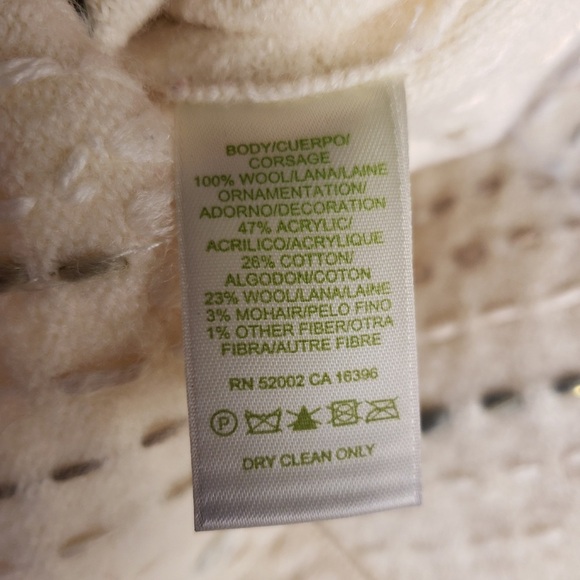 BODY/CUERPO/
CORSAGE
100% WOOL/LANA/LAINE
ORNAMENTATION/
ADORNO/DECORATION
47% ACRYLIC/
ACRILICO/ACRYLIQUE
26% COTTON/
ALGODON/COTON
23% WOOL/LANA/LAINE
3% MOHAIR/PELO FINO
1% OTHER FIBER/OTRA
FIBRA/AUTRE FIBRE
RN 52002 CA 16396
P
DRY CLEAN ONLY